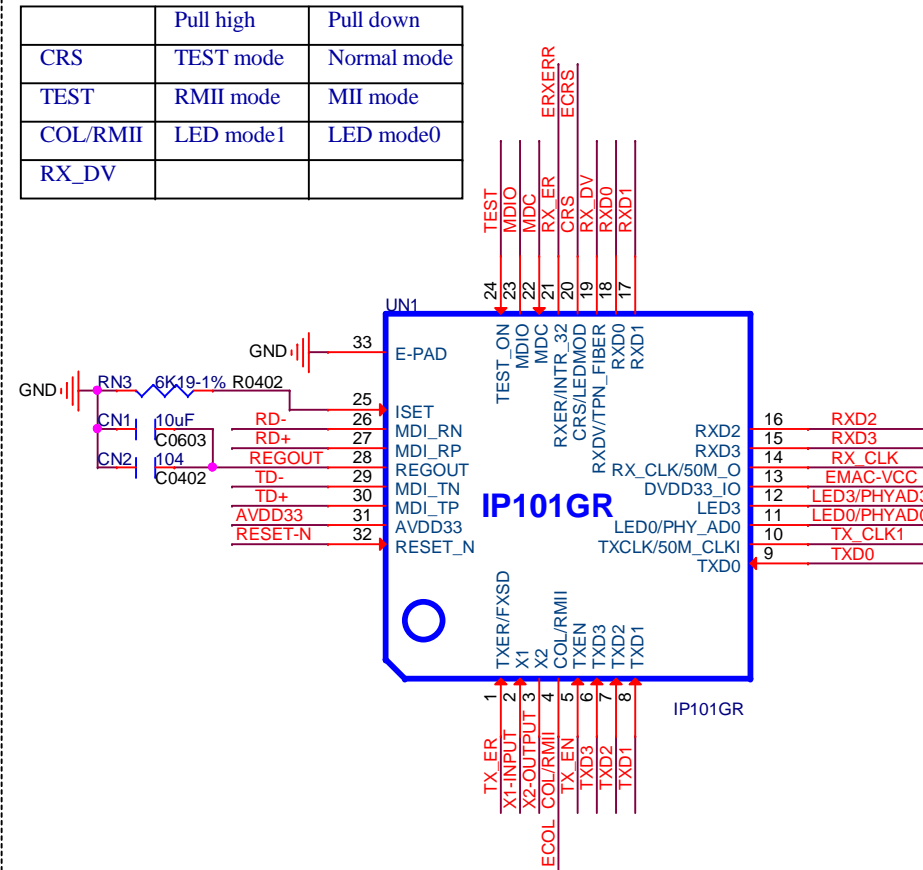 Pull high Pull down
CRS TEST mode Normal mode
TEST RMII mode MII mode
COL/RMII LED mode1 LED mode0
RX_DV
ERXERR
ECRS
TEST
MDIO
MDC
RX_ER
CRS
RX_DV
RXD0
RXD1
24
23
22
21
20
19
18
17
UN1
TEST_ON
MDIO
MDC
RXER/INTR_32
CRS/LEDMOD
RXDV/TPN_FIBER
RXD0
RXD1
GND 33 E-PAD
GND RN3 6K19-1% R0402
25 ISET
CN1 10uF
C0603
CN2 104
C0402
RD- 26 MDI_RN
RD+ 27 MDI_RP
REGOUT 28 REGOUT
TD- 29 MDI_TN
TD+ 30 MDI_TP
AVDD33 31 AVDD33
RESET-N 32 RESET_N
IP101GR
RXD2 16 RXD2
RXD3 15 RXD3
RX_CLK/50M_O 14 RX_CLK
DVDD33_IO 13 EMAC-VCC
LED3 12 LED3/PHYAD3
LED0/PHY_AD0 11 LED0/PHYAD0
TXCLK/50M_CLKI 10 TX_CLK1
TXD0 9 TXD0
TXER/FXSD
X1
X2
COL/RMII
TXEN
TXD3
TXD2
TXD1
1
2
3
4
5
6
7
8
IP101GR
TX_ER
X1-INPUT
X2-OUTPUT
COL/RMII
TX_EN
TXD3
TXD2
TXD1
ECOL